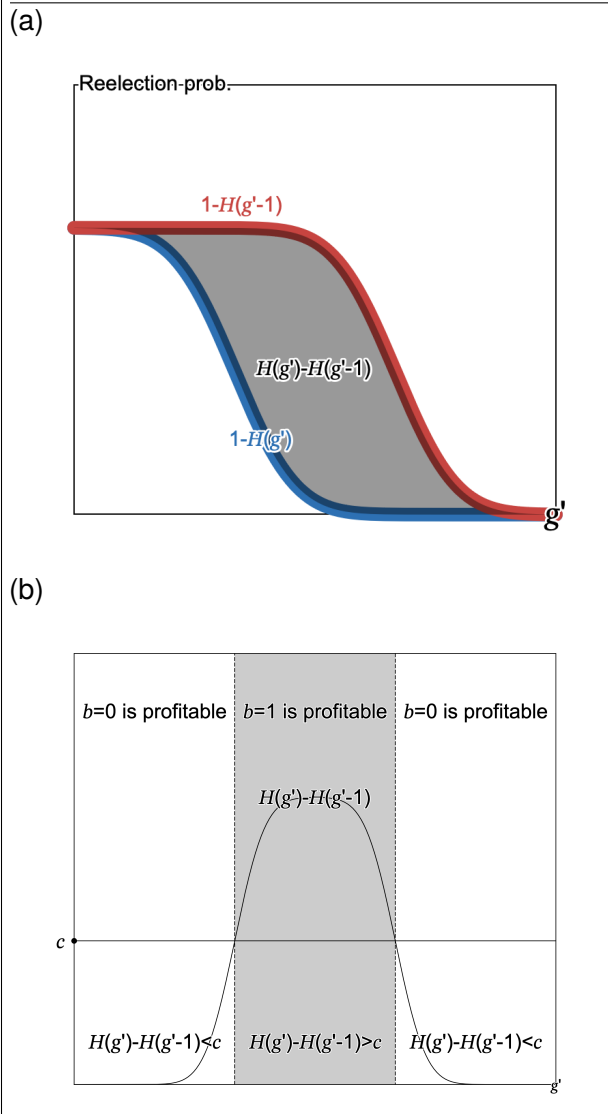 (a)
Reelection prob.
1-H(g'-1)
H(g')-H(g'-1)
1-H(g')
g'
(b)
b=0 is profitable b=1 is profitable b=0 is profitable
H(g')-H(g'-1)
c
H(g')-H(g'-1)<c H(g')-H(g'-1)>c H(g')-H(g'-1)<c
g'